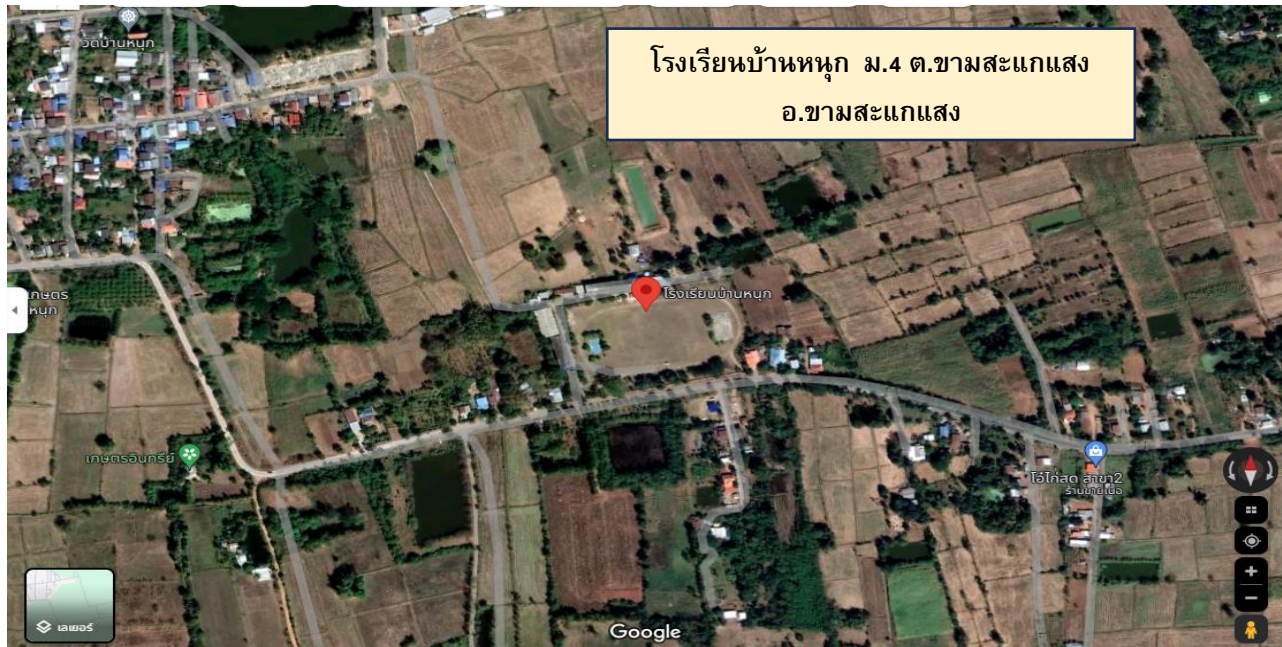 วัดบ้านหนุก
โรงเรียนบ้านหนุก ม.4 ต.ขามสะแกแสง
อ.ขามสะแกแสง
เกษตร
หนุก
โรงเรียนบ้านหนุก
เกษตรอินทรีย์
โอ๋ไก่สด สาขา2
ร้านขายเนื้อ
เลเยอร์
Google